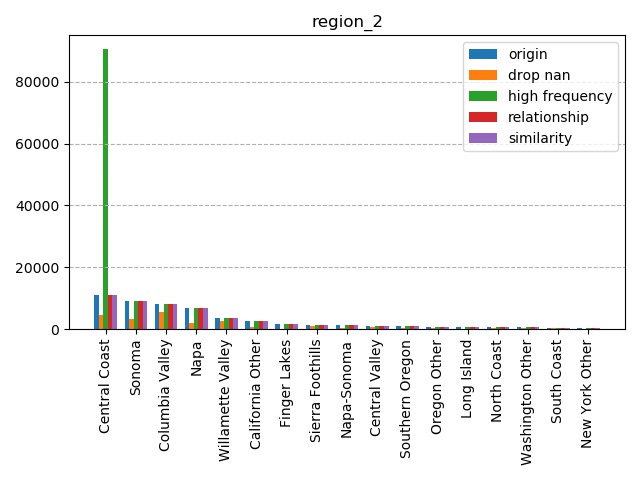 region_2
origin
drop nan
high frequency
relationship
similarity
80000
60000
40000
20000
0
Central Coast
Sonoma
Columbia Valley
Napa
Willamette Valley
California Other
Finger Lakes
Sierra Foothills
Napa-Sonoma
Central Valley
Southern Oregon
Oregon Other
Long Island
North Coast
Washington Other
South Coast
New York Other